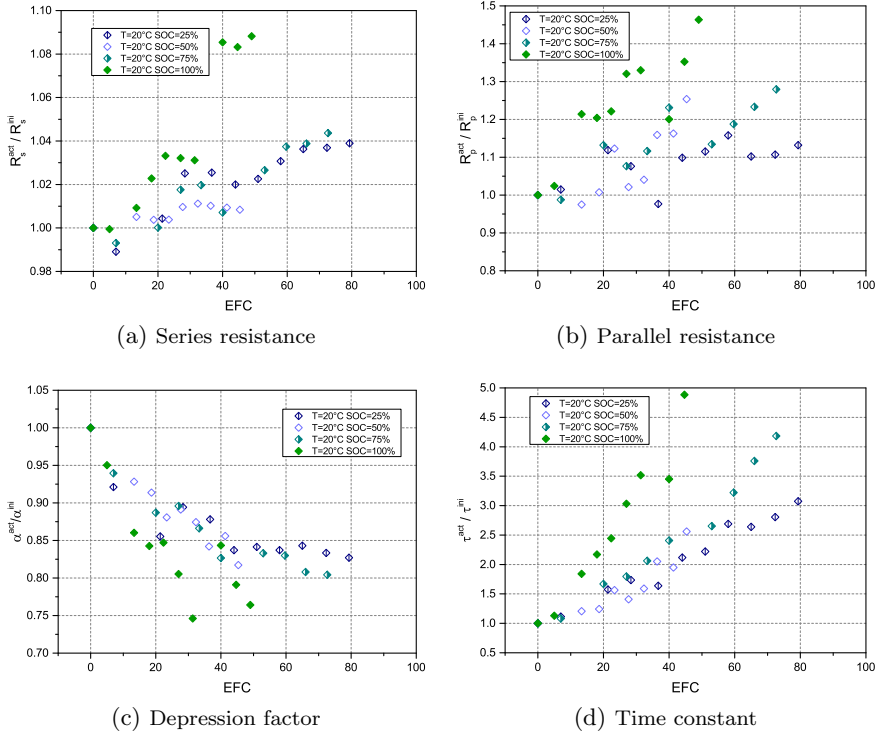 1.10
1.08
1.06
1.04
1.02
1.00
0.98
R_s^act / R_s^ini
T=20°C SOC=25%
T=20°C SOC=50%
T=20°C SOC=75%
T=20°C SOC=100%
0 20 40 60 80 100
EFC
(a) Series resistance
1.5
1.4
1.3
1.2
1.1
1.0
0.9
0.8
R_p^act / R_p^ini
T=20°C SOC=25%
T=20°C SOC=50%
T=20°C SOC=75%
T=20°C SOC=100%
0 20 40 60 80 100
EFC
(b) Parallel resistance
1.05
1.00
0.95
0.90
0.85
0.80
0.75
0.70
α^act/α^ini
T=20°C SOC=25%
T=20°C SOC=50%
T=20°C SOC=75%
T=20°C SOC=100%
0 20 40 60 80 100
EFC
(c) Depression factor
5.0
4.5
4.0
3.5
3.0
2.5
2.0
1.5
1.0
0.5
τ^act / τ^ini
T=20°C SOC=25%
T=20°C SOC=50%
T=20°C SOC=75%
T=20°C SOC=100%
0 20 40 60 80 100
EFC
(d) Time constant